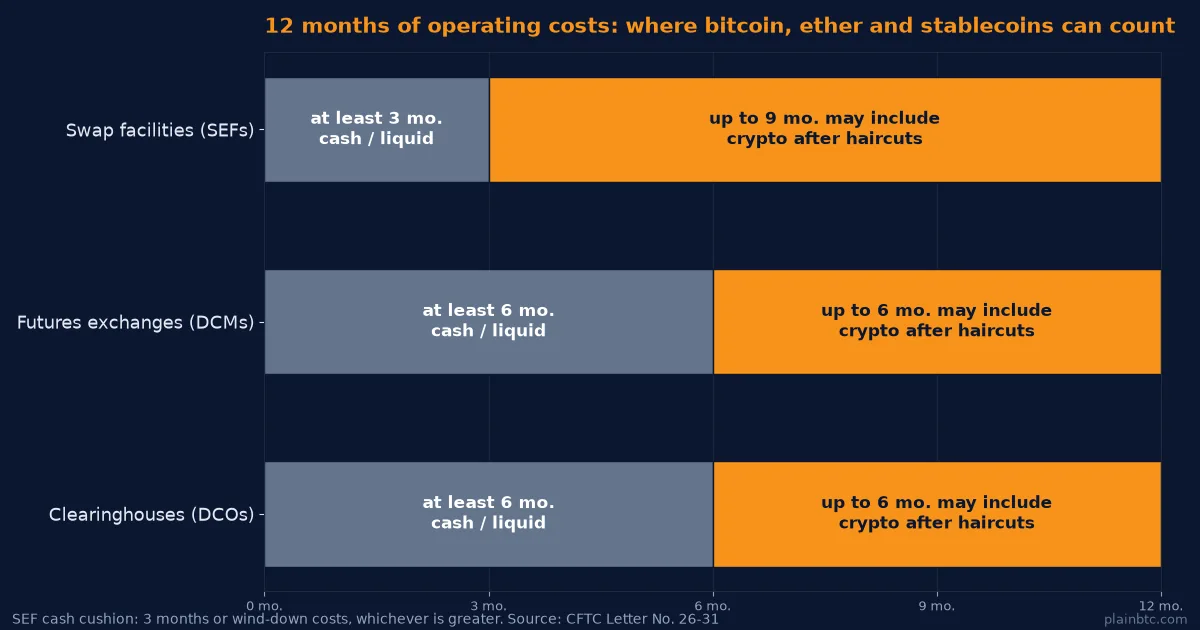 12 months of operating costs: where bitcoin, ether and stablecoins can count
Swap facilities (SEFs)
at least 3 mo.
cash / liquid
up to 9 mo. may include
crypto after haircuts
Futures exchanges (DCMs)
at least 6 mo.
cash / liquid
up to 6 mo. may include
crypto after haircuts
Clearinghouses (DCOs)
at least 6 mo.
cash / liquid
up to 6 mo. may include
crypto after haircuts
0 mo.
3 mo.
6 mo.
9 mo.
12 mo.
SEF cash cushion: 3 months or wind-down costs, whichever is greater. Source: CFTC Letter No. 26-31
plainbtc.com